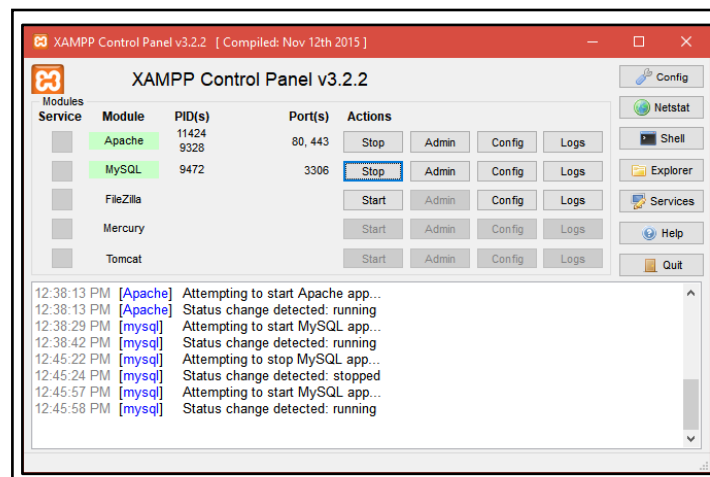 XAMPP Control Panel v3.2.2 [ Compiled: Nov 12th 2015 ]
XAMPP Control Panel v3.2.2
Config
Modules
Service Module PID(s) Port(s) Actions
Netstat
Apache 11424 9328 80, 443 Stop Admin Config Logs
Shell
MySQL 9472 3306 Stop Admin Config Logs
Explorer
FileZilla Start Admin Config Logs
Services
Mercury Start Admin Config Logs
Help
Tomcat Start Admin Config Logs
Quit
12:38:13 PM [Apache] Attempting to start Apache app...
12:38:13 PM [Apache] Status change detected: running
12:38:29 PM [mysql] Attempting to start MySQL app...
12:38:42 PM [mysql] Status change detected: running
12:45:22 PM [mysql] Attempting to stop MySQL app...
12:45:24 PM [mysql] Status change detected: stopped
12:45:57 PM [mysql] Attempting to start MySQL app...
12:45:58 PM [mysql] Status change detected: running